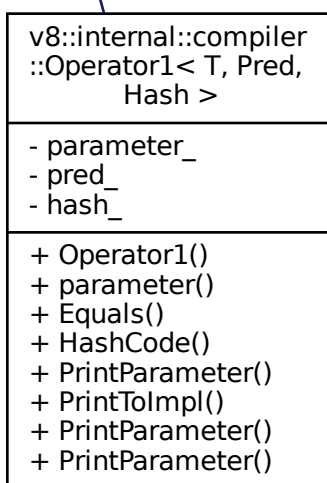 v8::internal::compiler
::Operator1< T, Pred,
Hash >
- parameter_
- pred_
- hash_
+ Operator1()
+ parameter()
+ Equals()
+ HashCode()
+ PrintParameter()
+ PrintToImpl()
+ PrintParameter()
+ PrintParameter()